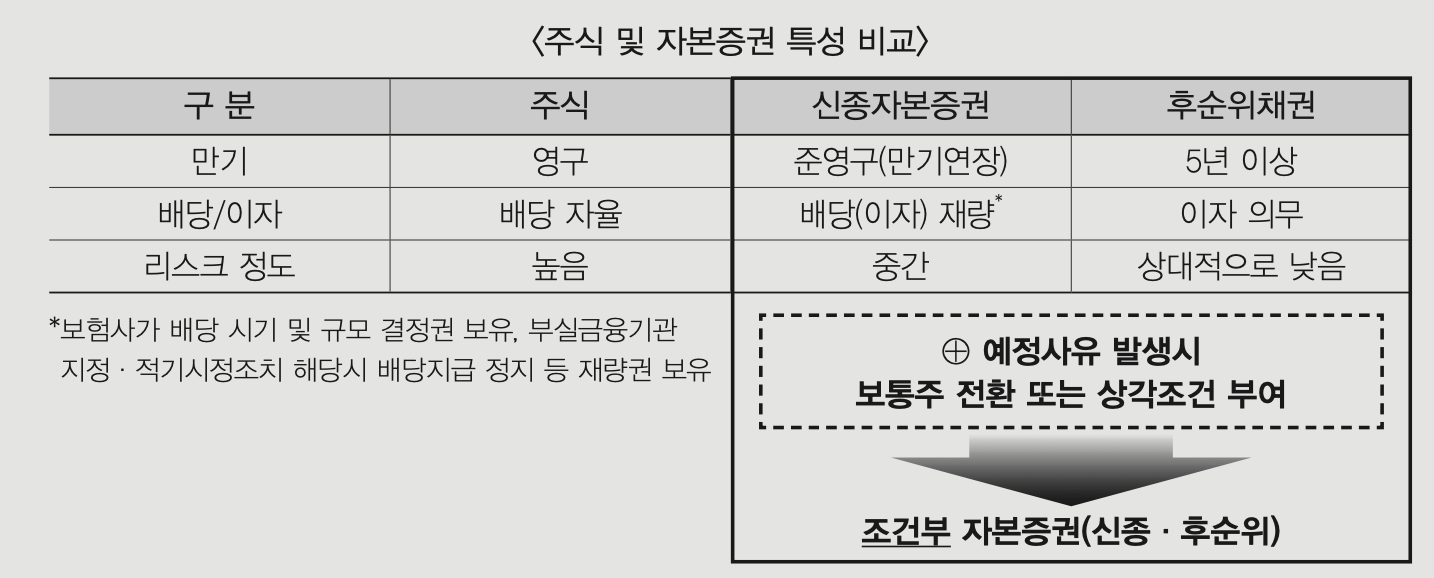 〈주식 및 자본증권 특성 비교〉
구 분 주식 신종자본증권 후순위채권
만기 영구 준영구(만기연장) 5년 이상
배당/이자 배당 자율 배당(이자) 재량* 이자 의무
리스크 정도 높음 중간 상대적으로 낮음
*보험사가 배당 시기 및 규모 결정권 보유, 부실금융기관
지정 · 적기시정조치 해당시 배당지급 정지 등 재량권 보유
⊕ 예정사유 발생시
보통주 전환 또는 상각조건 부여
조건부 자본증권(신종 · 후순위)